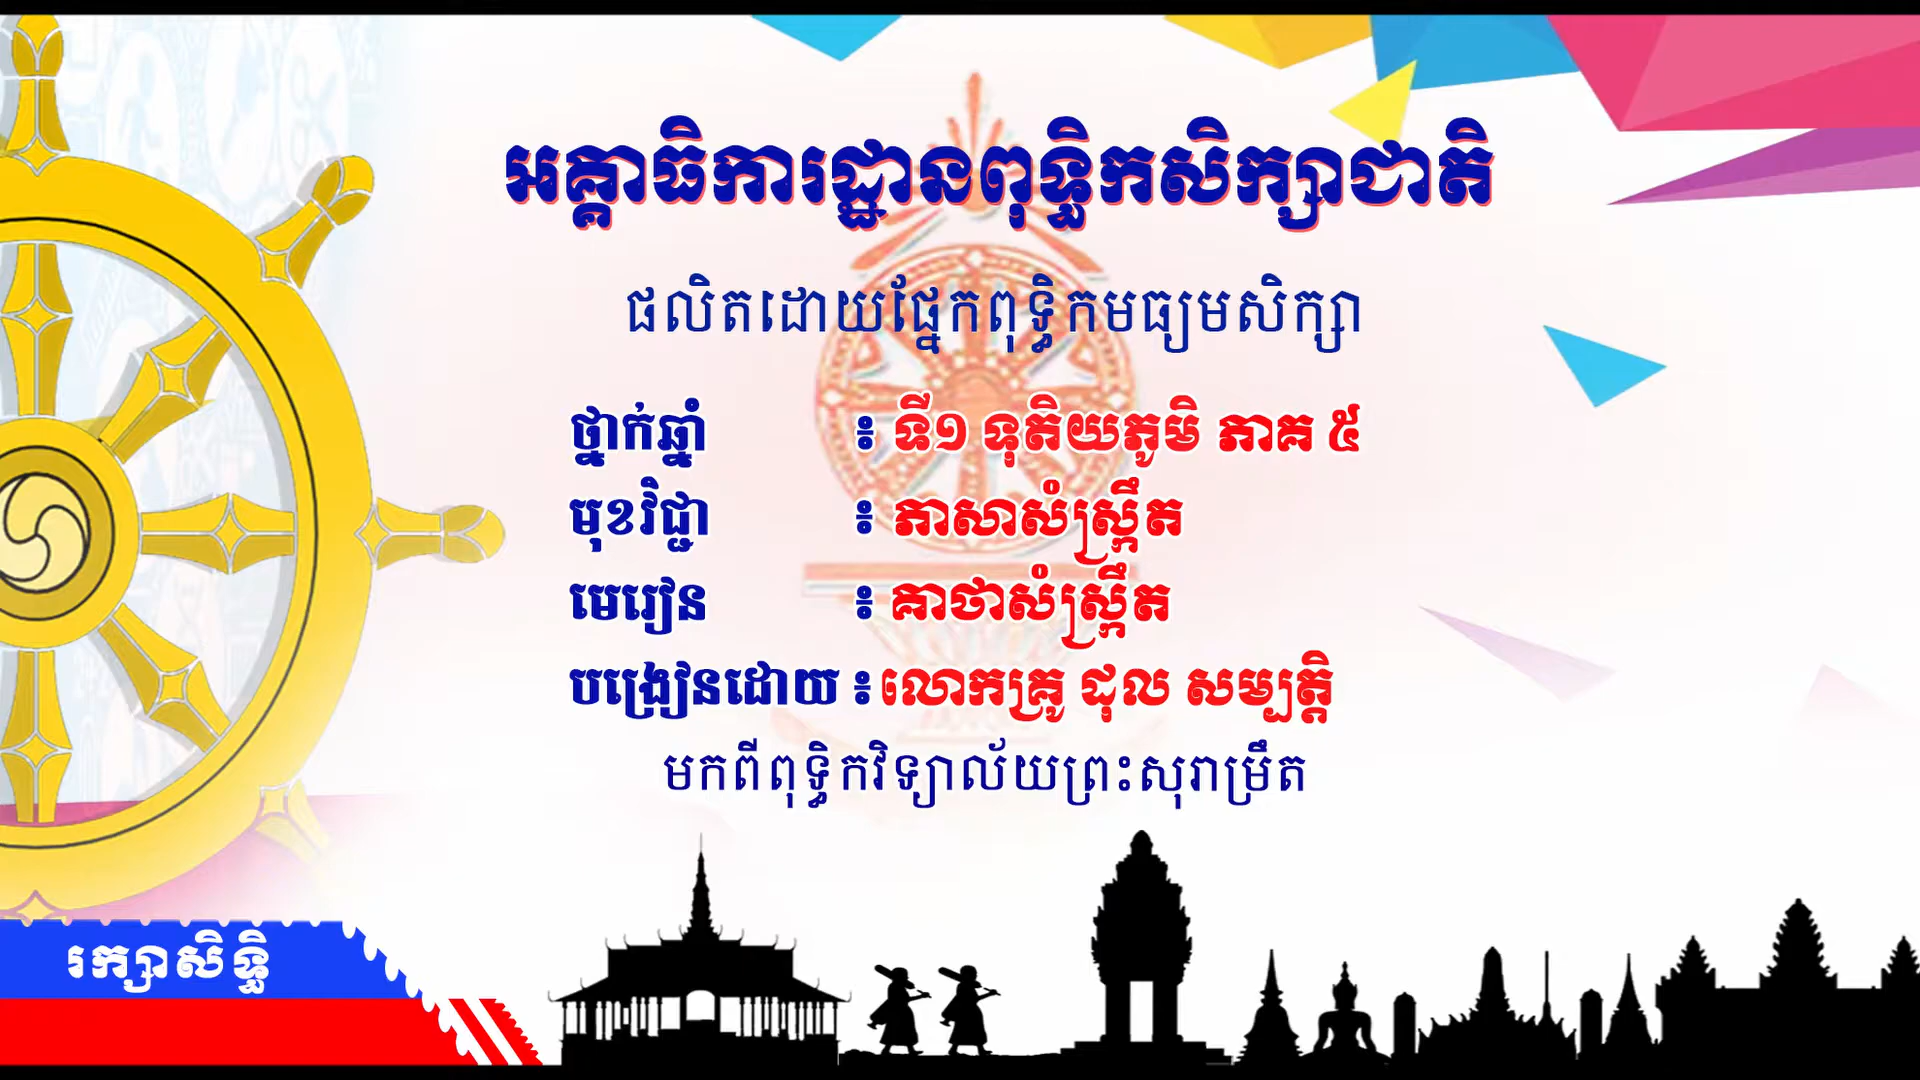 អគ្គាធិការដ្ឋានពុទ្ធិកសិក្សាជាតិ
ផលិតដោយផ្នែកពុទ្ធិកមធ្យមសិក្សា
ថ្នាក់ឆ្នាំ ៖ ទី១ ទុតិយភូមិ ភាគ ៥
មុខវិជ្ជា ៖ ភាសាសំស្ក្រឹត
មេរៀន ៖ គាថាសំស្ក្រឹត
បង្រៀនដោយ ៖ លោកគ្រូ ដុល សម្បត្តិ
មកពីពុទ្ធិកវិទ្យាល័យព្រះសុរាម្រឹត
រក្សាសិទ្ធិ